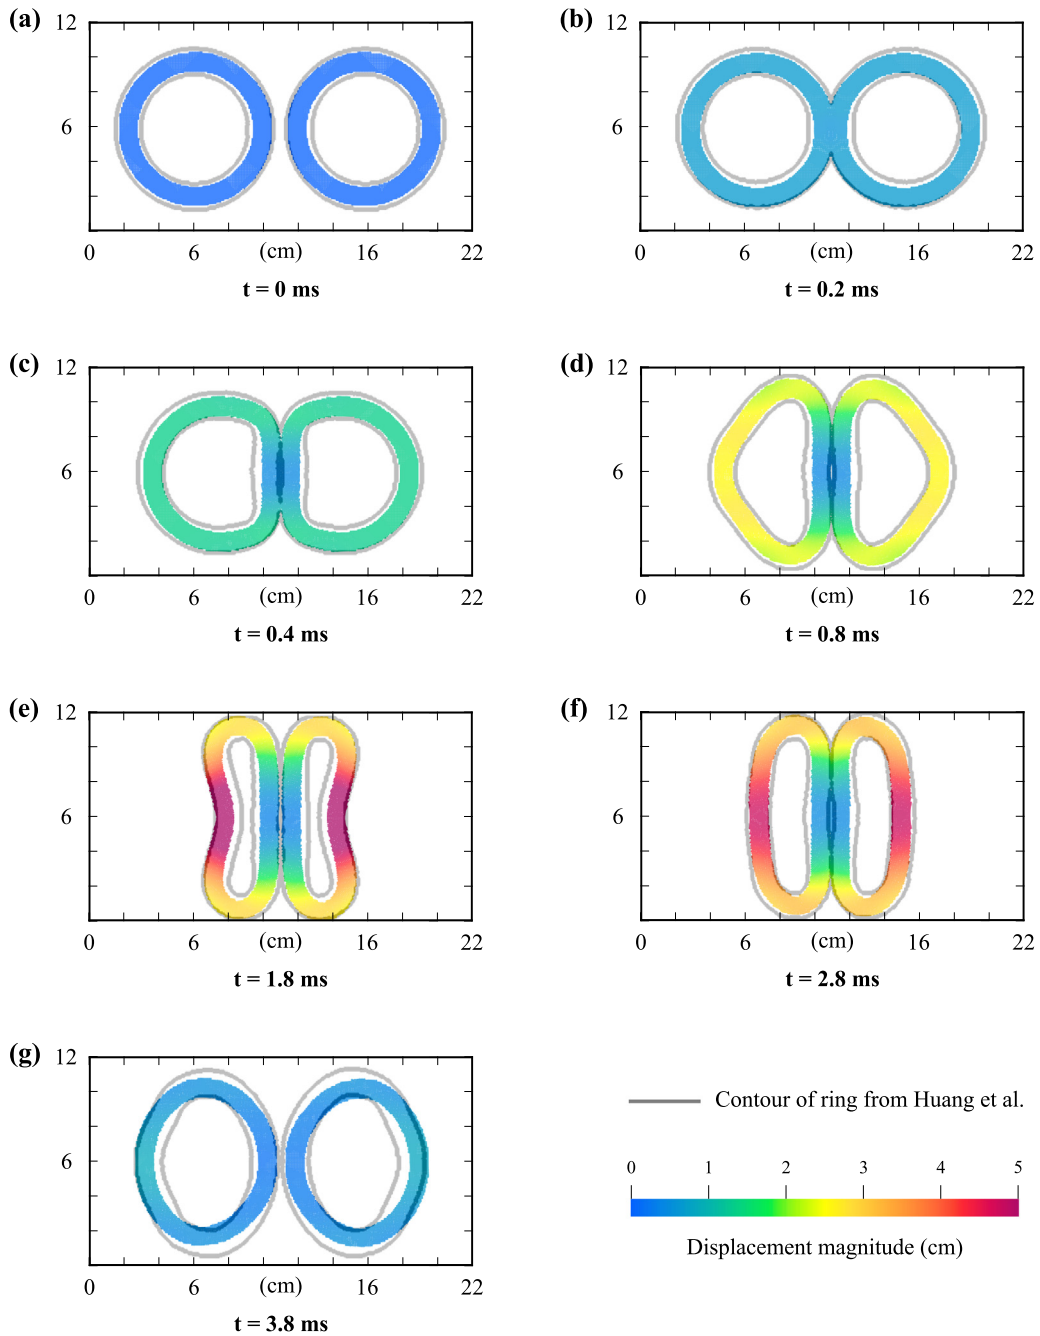 (a)
12
6
0 6 (cm) 16 22
t = 0 ms
(b)
12
6
0 6 (cm) 16 22
t = 0.2 ms
(c)
12
6
0 6 (cm) 16 22
t = 0.4 ms
(d)
12
6
0 6 (cm) 16 22
t = 0.8 ms
(e)
12
6
0 6 (cm) 16 22
t = 1.8 ms
(f)
12
6
0 6 (cm) 16 22
t = 2.8 ms
(g)
12
6
0 6 (cm) 16 22
t = 3.8 ms
Contour of ring from Huang et al.
0 1 2 3 4 5
Displacement magnitude (cm)